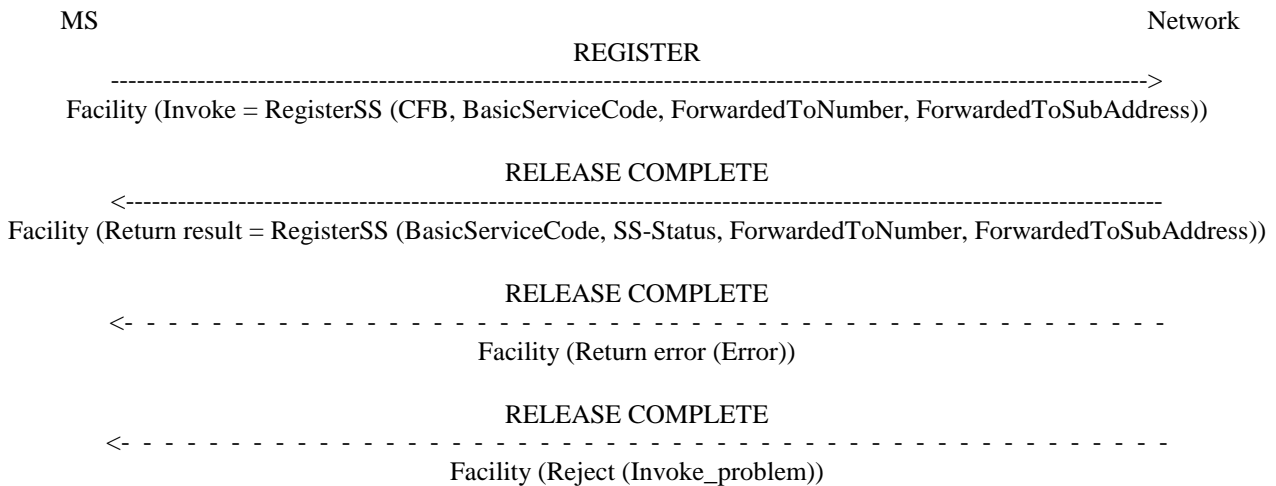 MS Network
REGISTER
------------------------------------------------------------------------------------------------------------------------>
Facility (Invoke = RegisterSS (CFB, BasicServiceCode, ForwardedToNumber, ForwardedToSubAddress))
RELEASE COMPLETE
<------------------------------------------------------------------------------------------------------------------------
Facility (Return result = RegisterSS (BasicServiceCode, SS-Status, ForwardedToNumber, ForwardedToSubAddress))
RELEASE COMPLETE
<- - - - - - - - - - - - - - - - - - - - - - - - - - - - - - - - - - - - - - - - - - - - - - - - -
Facility (Return error (Error))
RELEASE COMPLETE
<- - - - - - - - - - - - - - - - - - - - - - - - - - - - - - - - - - - - - - - - - - - - - - - - -
Facility (Reject (Invoke_problem))